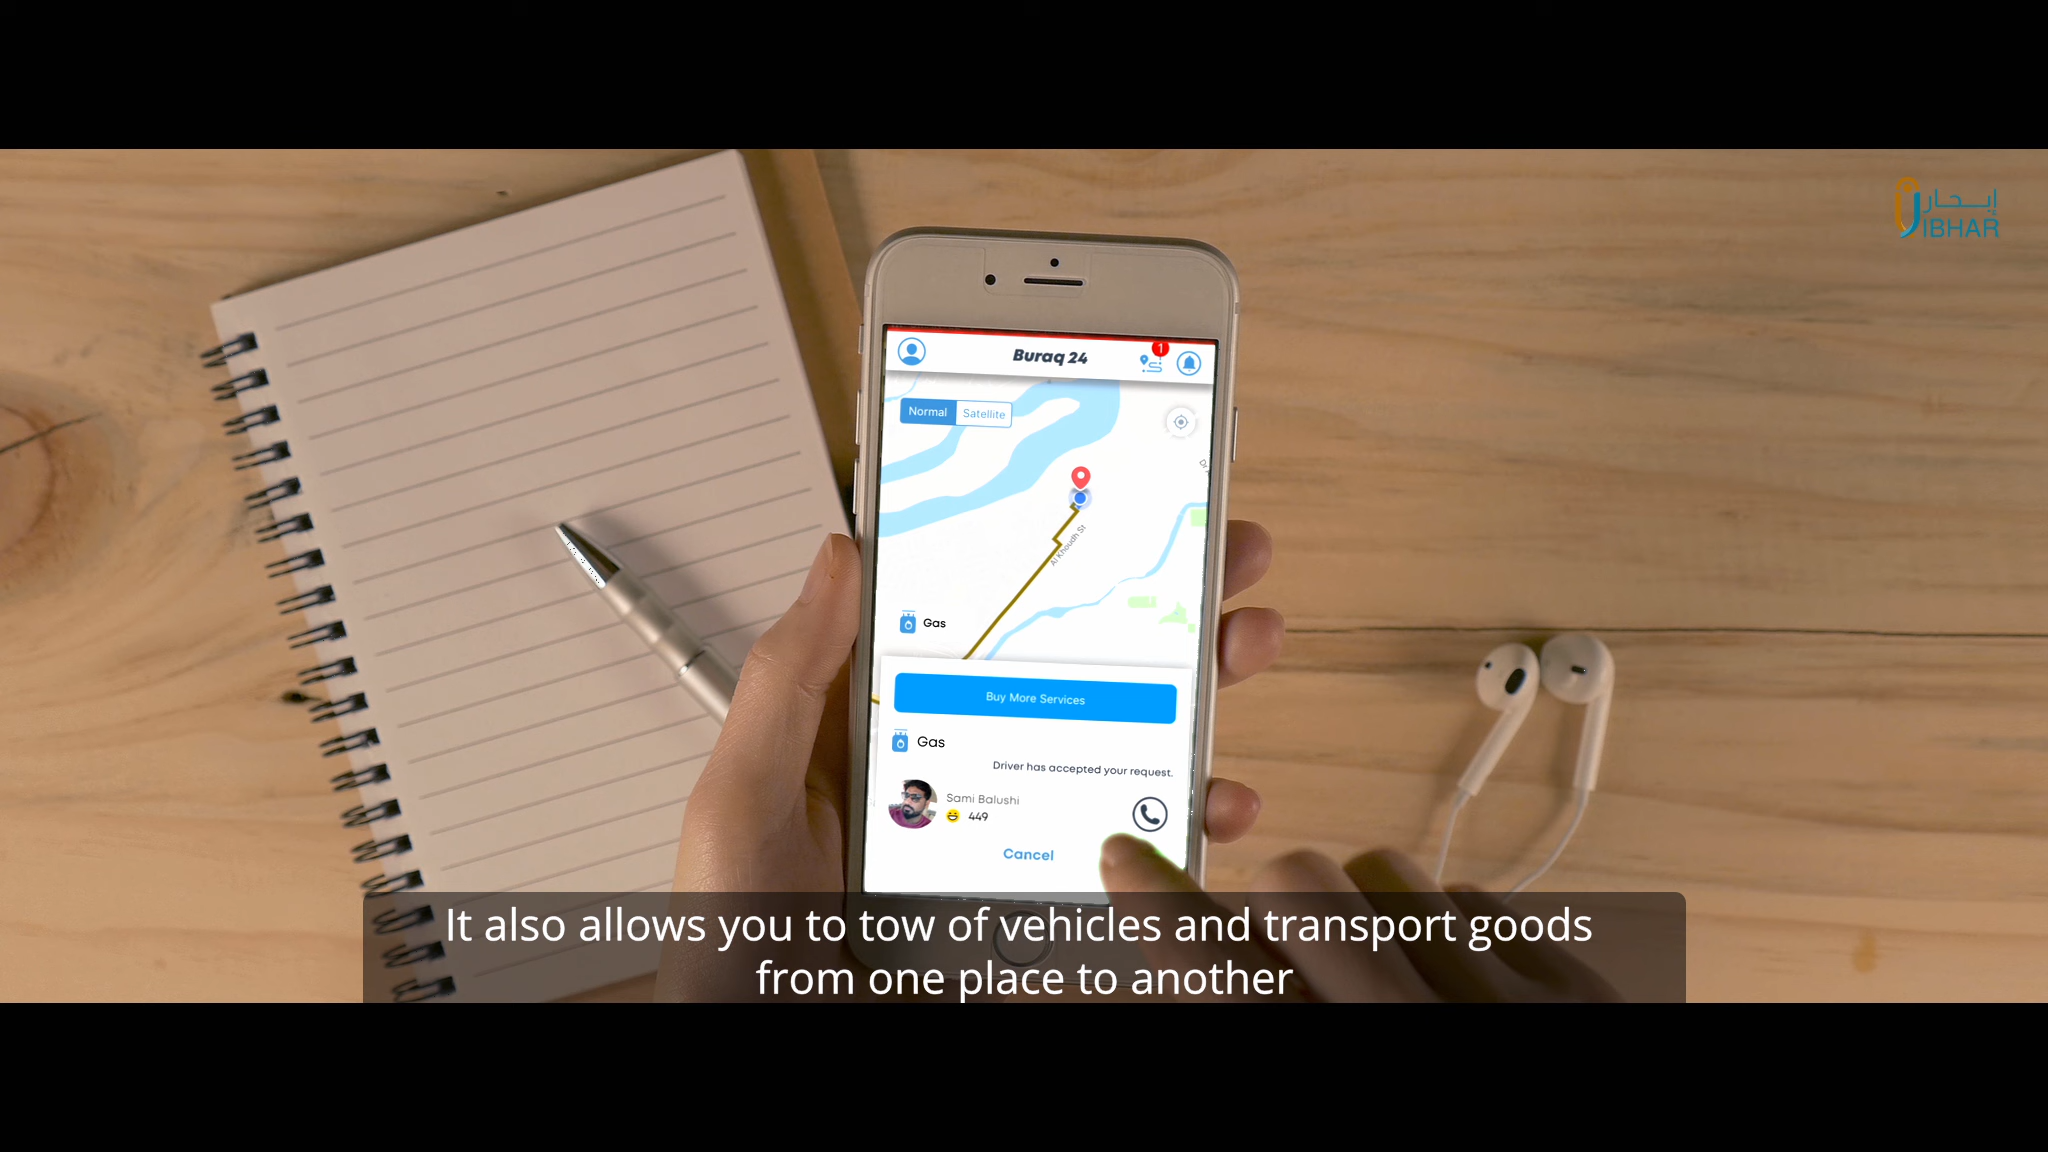 إبحار
IBHAR
Buraq 24
1
Normal
Satellite
Al Khoudh St
Gas
Buy More Services
Gas
Driver has accepted your request.
Sami Balushi
449
Cancel
It also allows you to tow of vehicles and transport goods
from one place to another